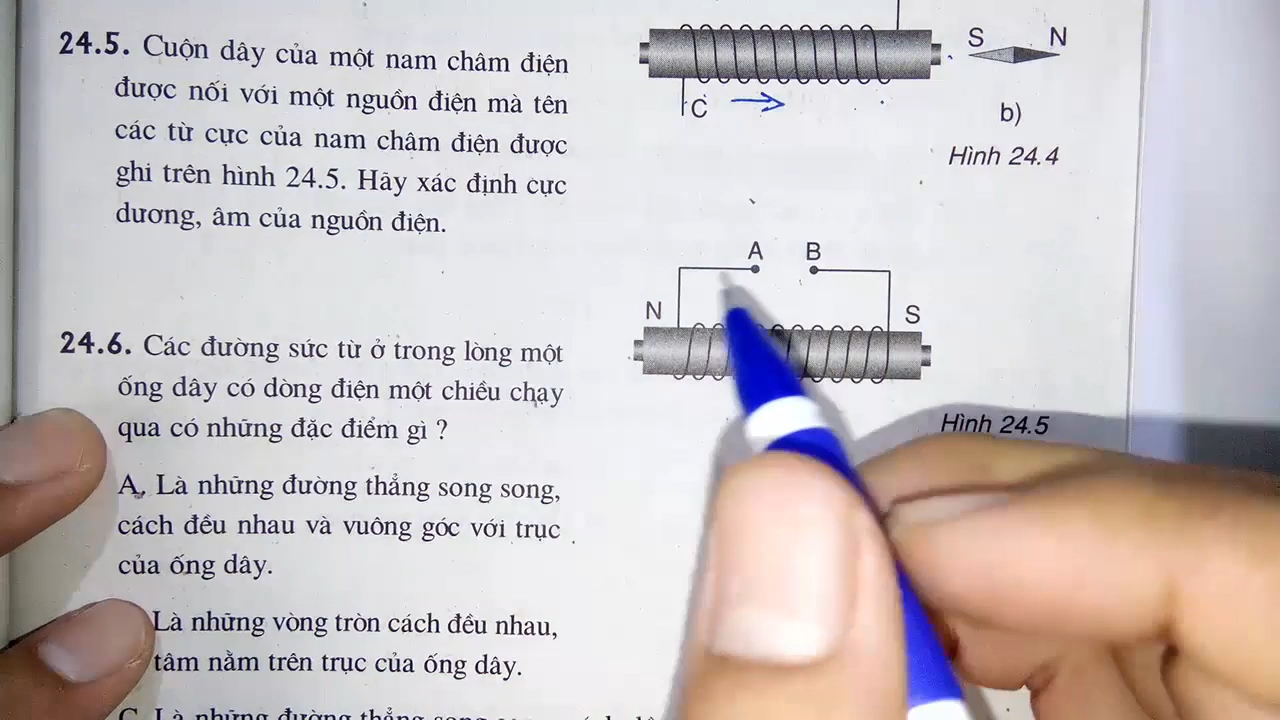 24.5. Cuộn dây của một nam châm điện
được nối với một nguồn điện mà tên
các từ cực của nam châm điện được
ghi trên hình 24.5. Hãy xác định cực
dương, âm của nguồn điện.
24.6. Các đường sức từ ở trong lòng một
ống dây có dòng điện một chiều chạy
qua có những đặc điểm gì ?
A. Là những đường thẳng song song,
cách đều nhau và vuông góc với trục
của ống dây.
Là những vòng tròn cách đều nhau,
tâm nằm trên trục của ống dây.
C. Là những đường thẳng
S N
C
b)
Hình 24.4
A B
N S
Hình 24.5